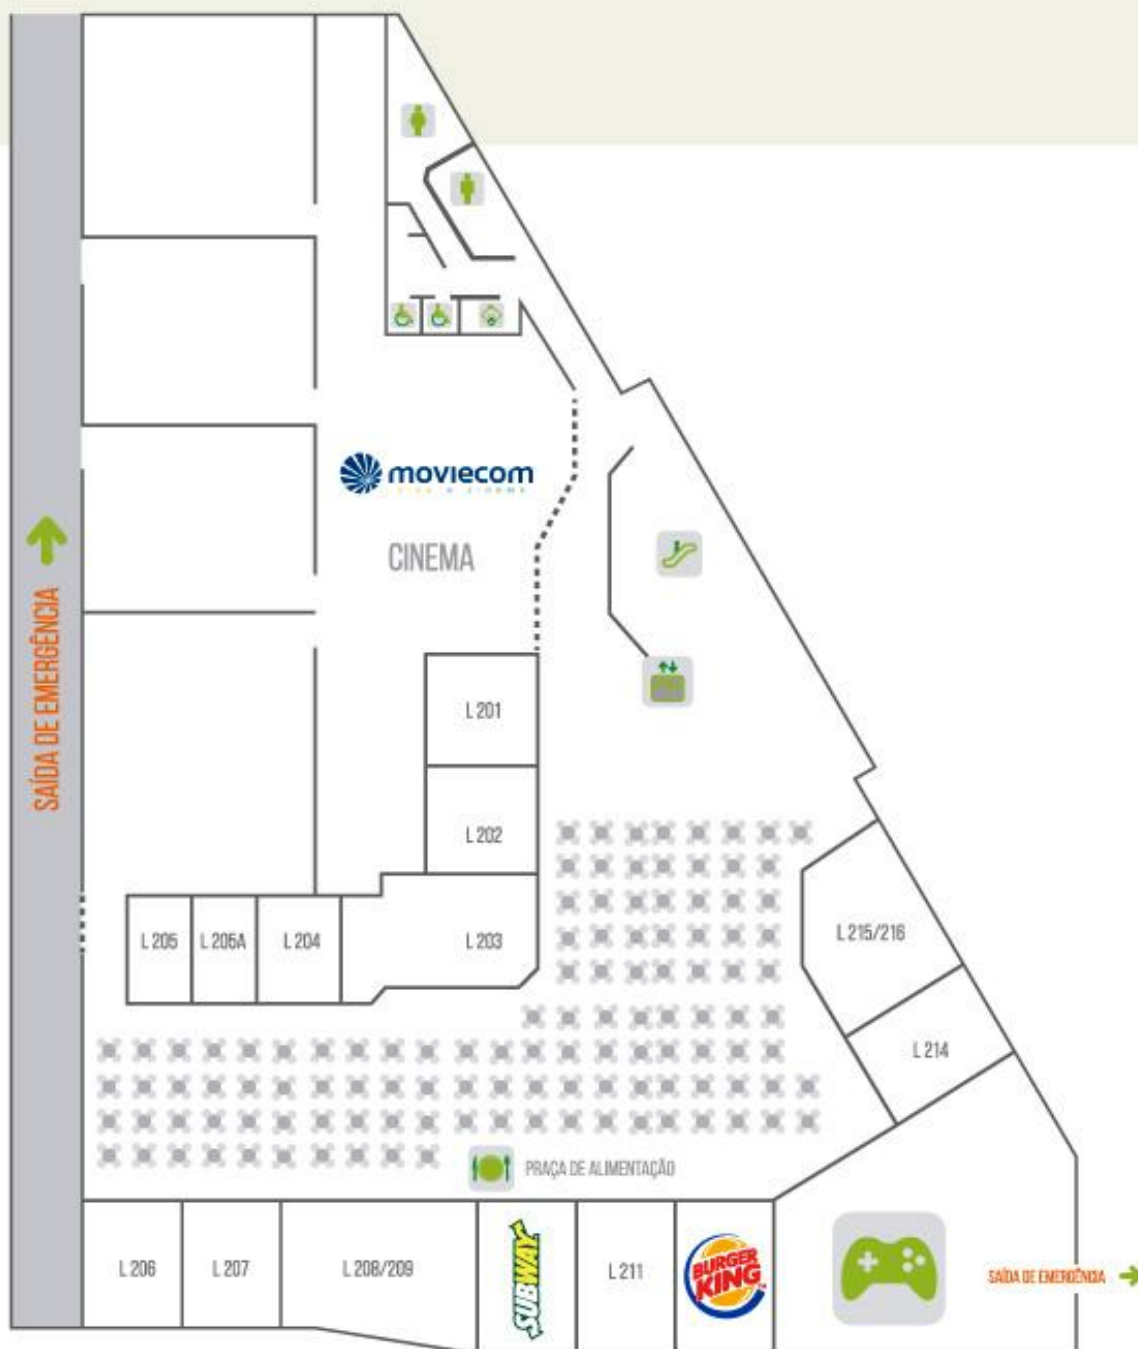 moviecom
CINEMA
SAÍDA DE EMERGÊNCIA
L 201
L 202
L 205
L 205A
L 204
L 203
L 215/216
L 214
PRAÇA DE ALIMENTAÇÃO
L 206
L 207
L 208/209
SUBWAY
L 211
BURGER
KING
SAÍDA DE EMERGÊNCIA